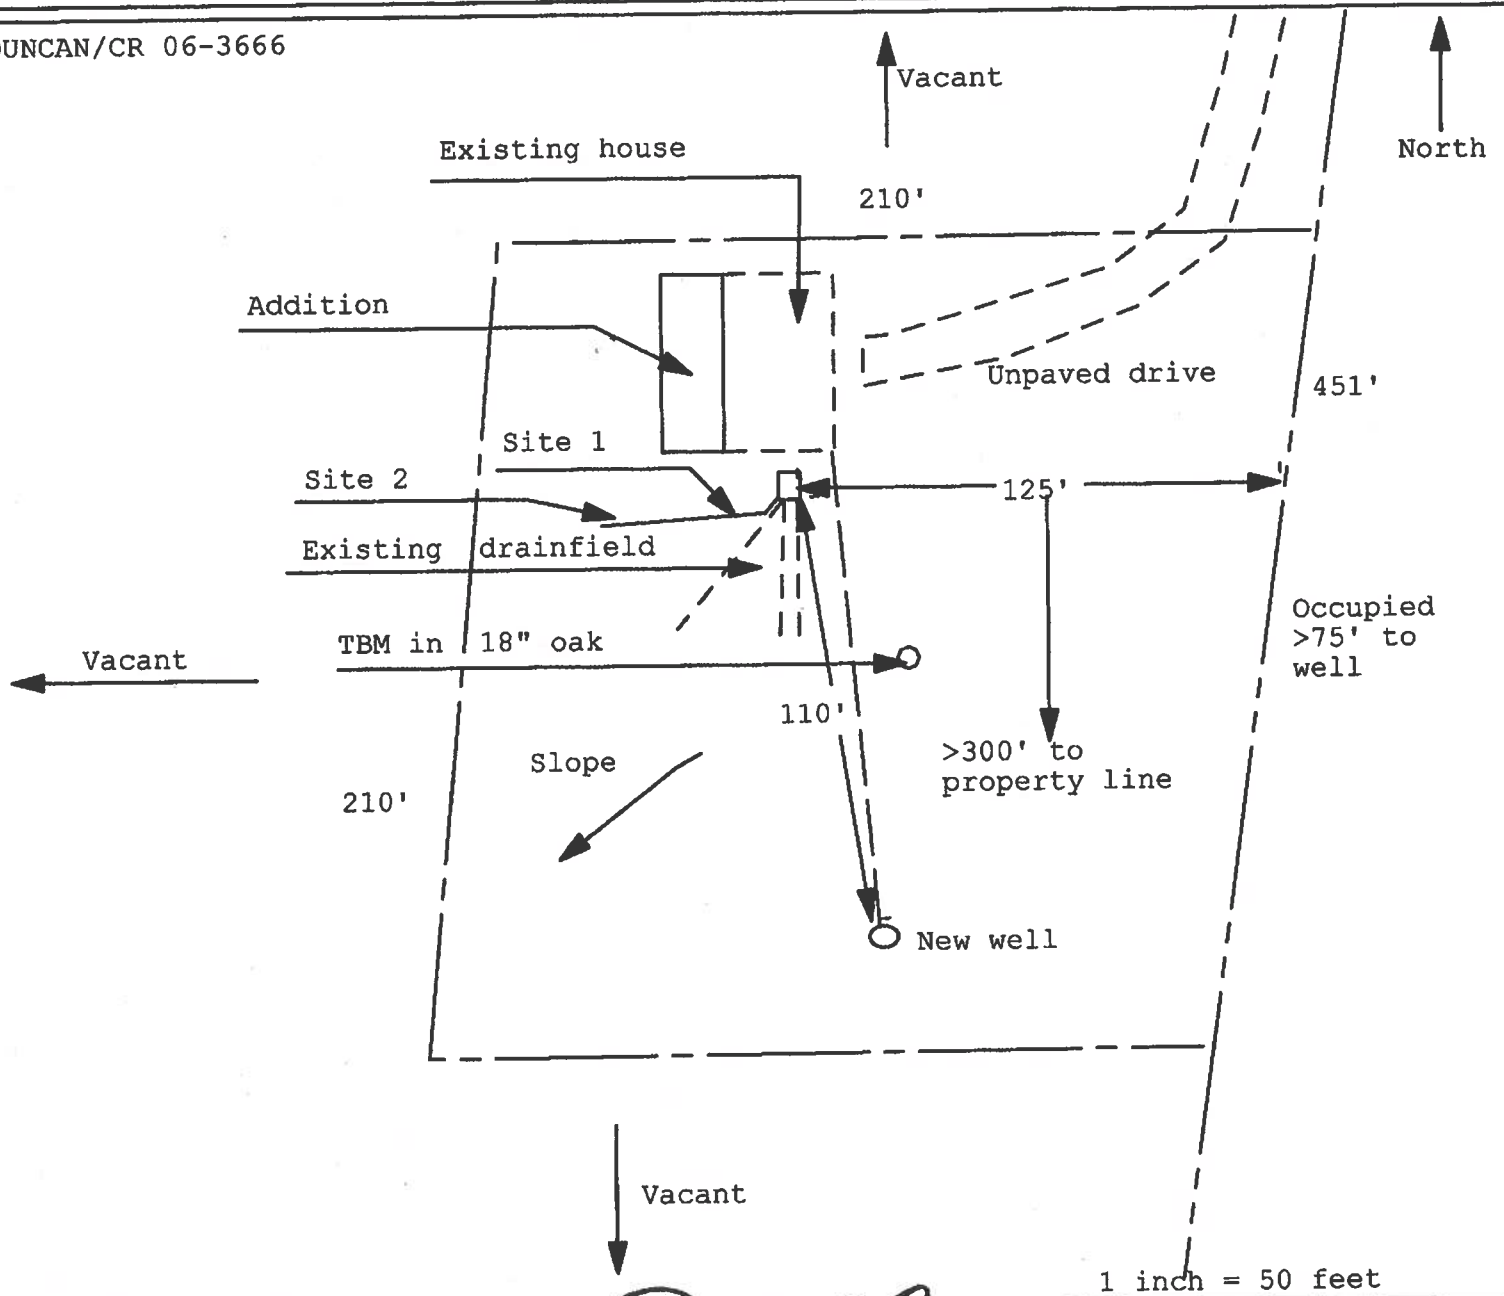 DUNCAN/CR 06-3666
Vacant
North
Existing house
210'
Addition
Unpaved drive
451'
Site 1
Site 2
125'
Existing drainfield
Occupied
>75' to
well
TBM in 18" oak
Vacant
110'
>300' to
property line
Slope
210'
New well
Vacant
1 inch = 50 feet